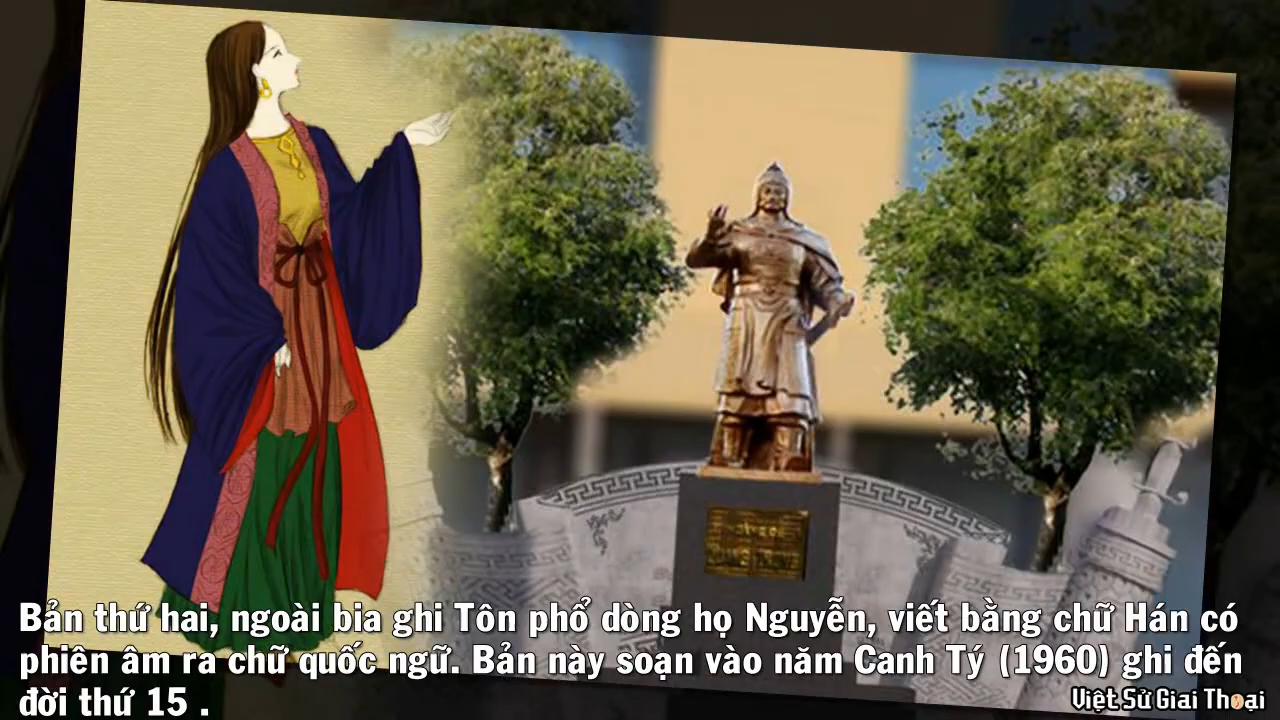 Bản thứ hai, ngoài bia ghi Tôn phổ dòng họ Nguyễn, viết bằng chữ Hán có
phiên âm ra chữ quốc ngữ. Bản này soạn vào năm Canh Tý (1960) ghi đến
đời thứ 15 .
Việt Sử Giai Thoại